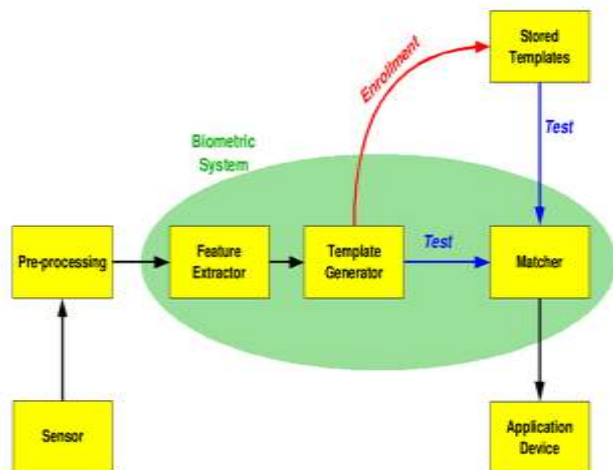 Stored
Templates
Enrollment
Test
Biometric
System
Pre-processing
Feature
Extractor
Template
Generator
Test
Matcher
Sensor
Application
Device